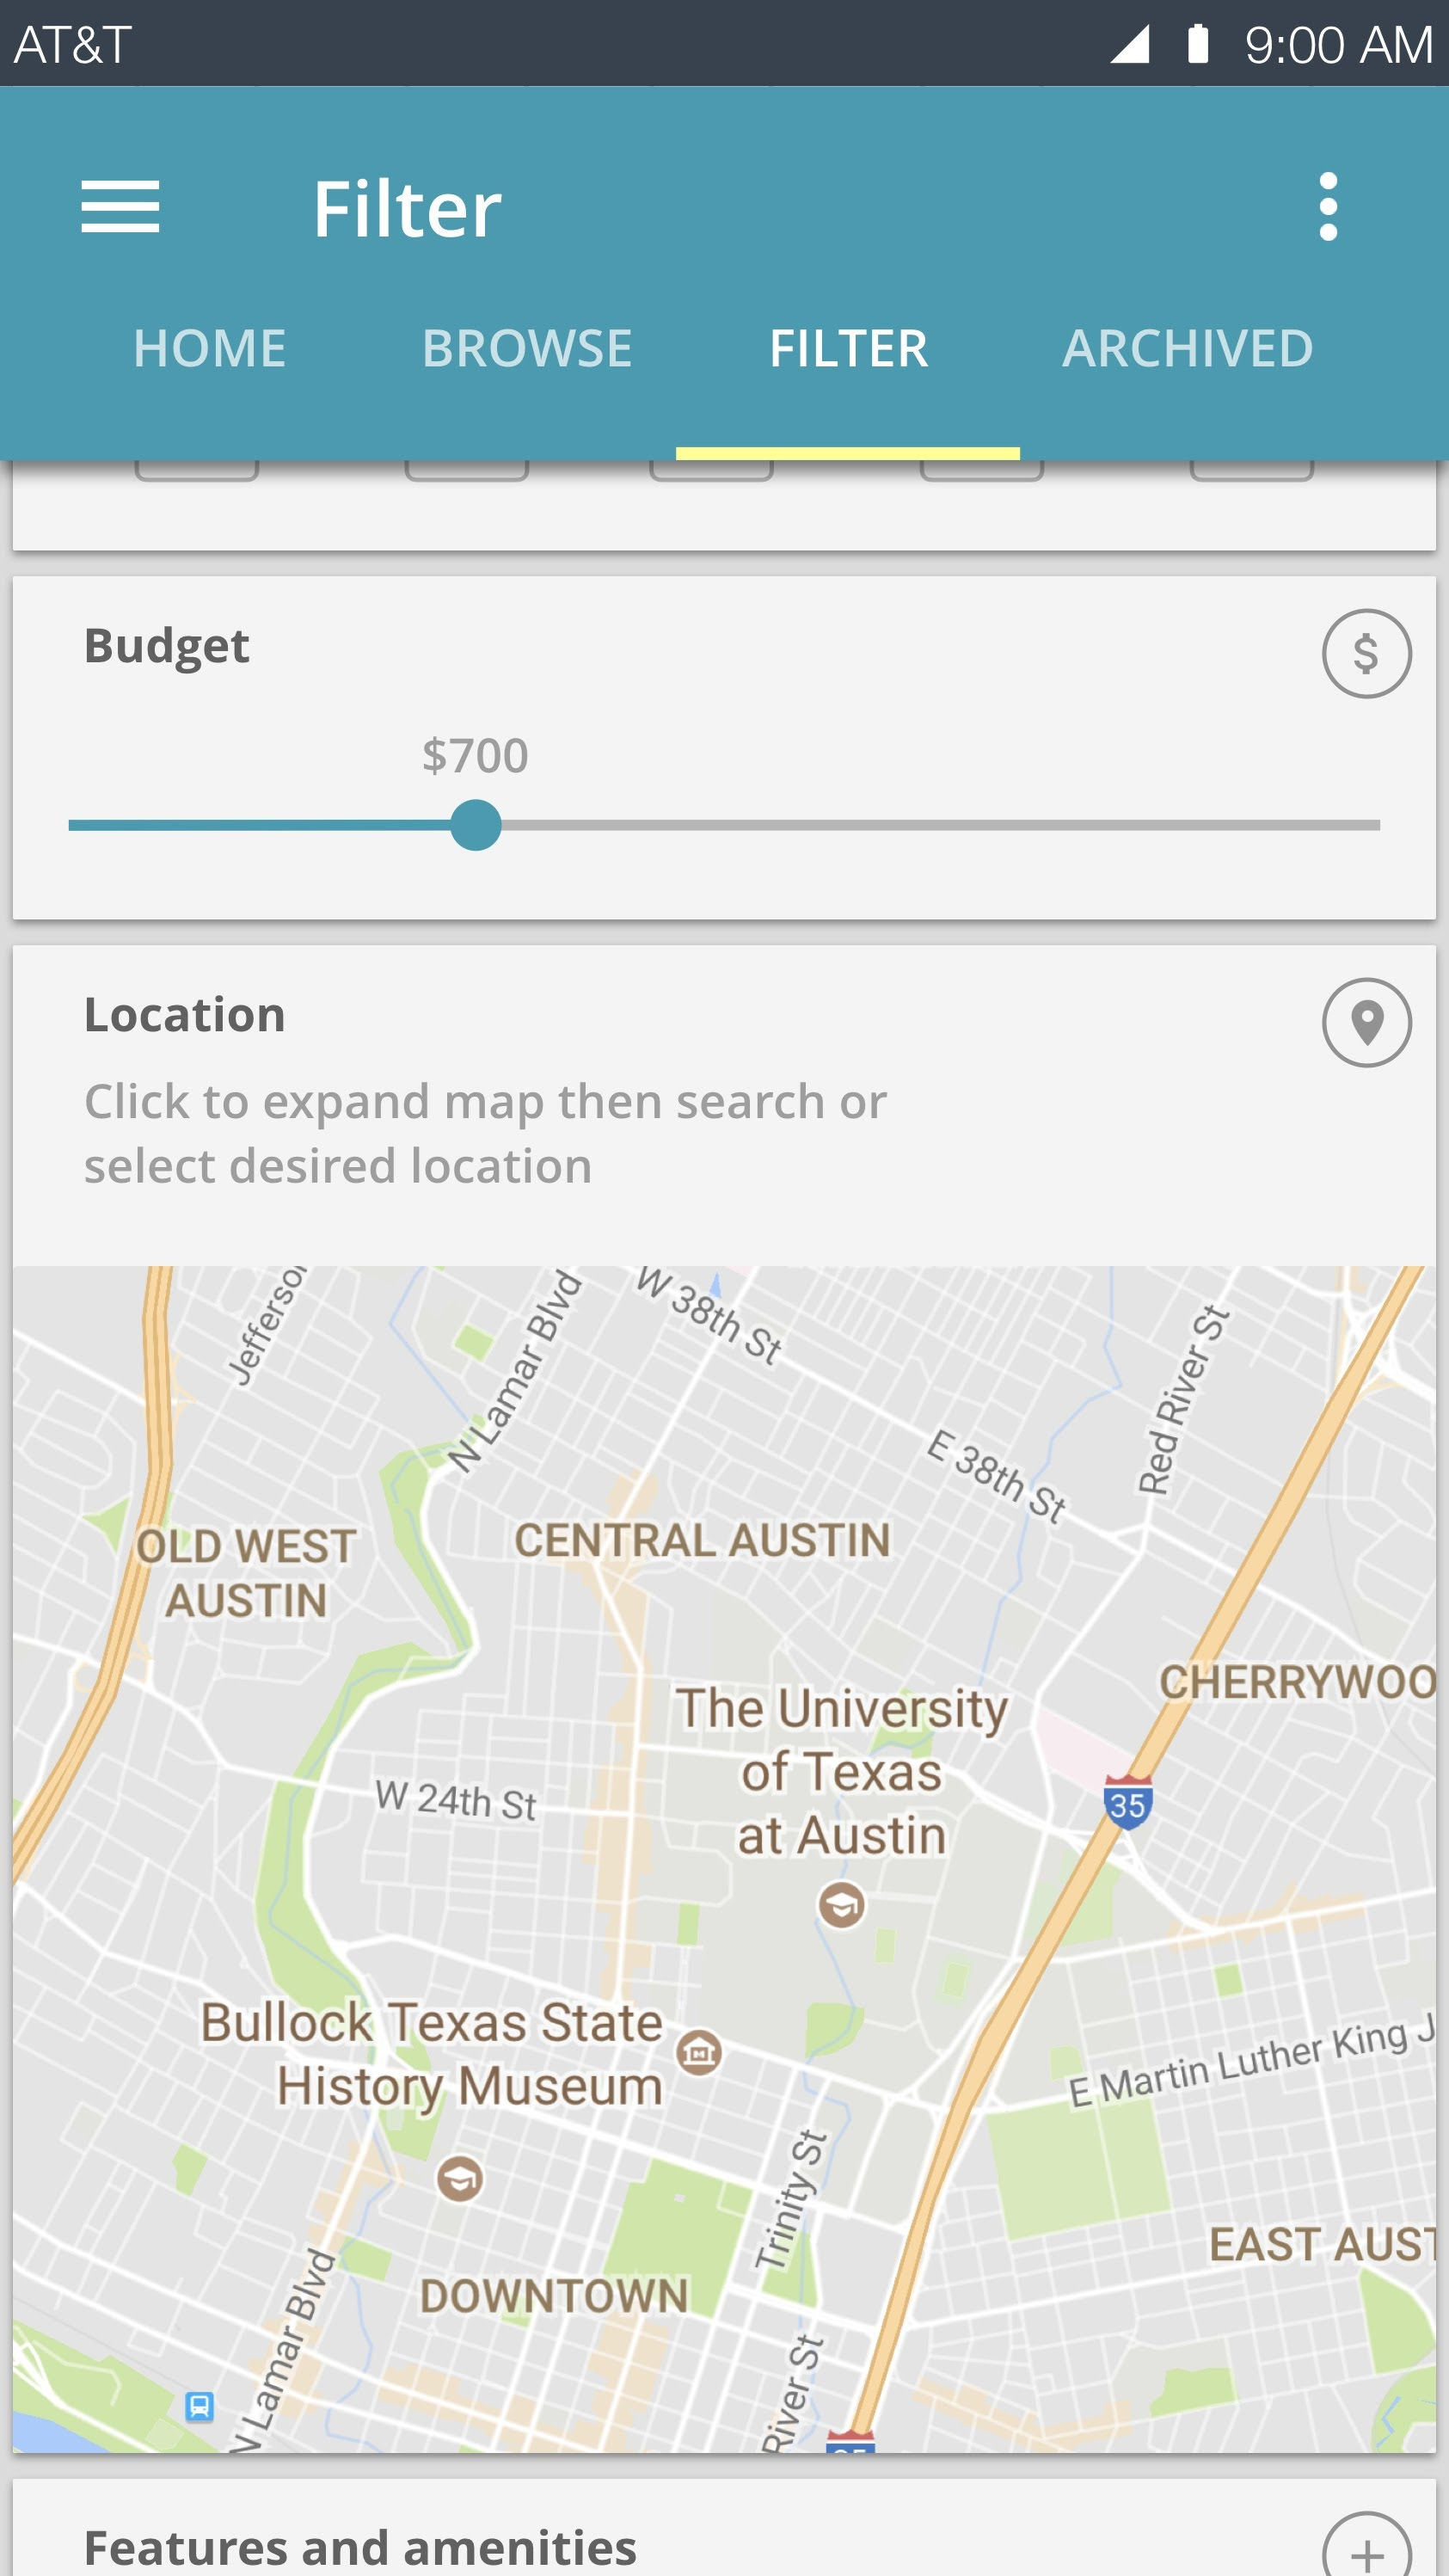 AT&T 9:00 AM
Filter
HOME BROWSE FILTER ARCHIVED
Budget
$
$700
Location
Click to expand map then search or
select desired location
Jefferson
N Lamar Blvd
W 38th St
Red River St
E 38th St
OLD WEST
AUSTIN
CENTRAL AUSTIN
CHERRYWOO
The University
of Texas
at Austin
W 24th St
35
Bullock Texas State
History Museum
E Martin Luther King J
Trinity St
EAST AUST
DOWNTOWN
N Lamar Blvd
River St
Features and amenities